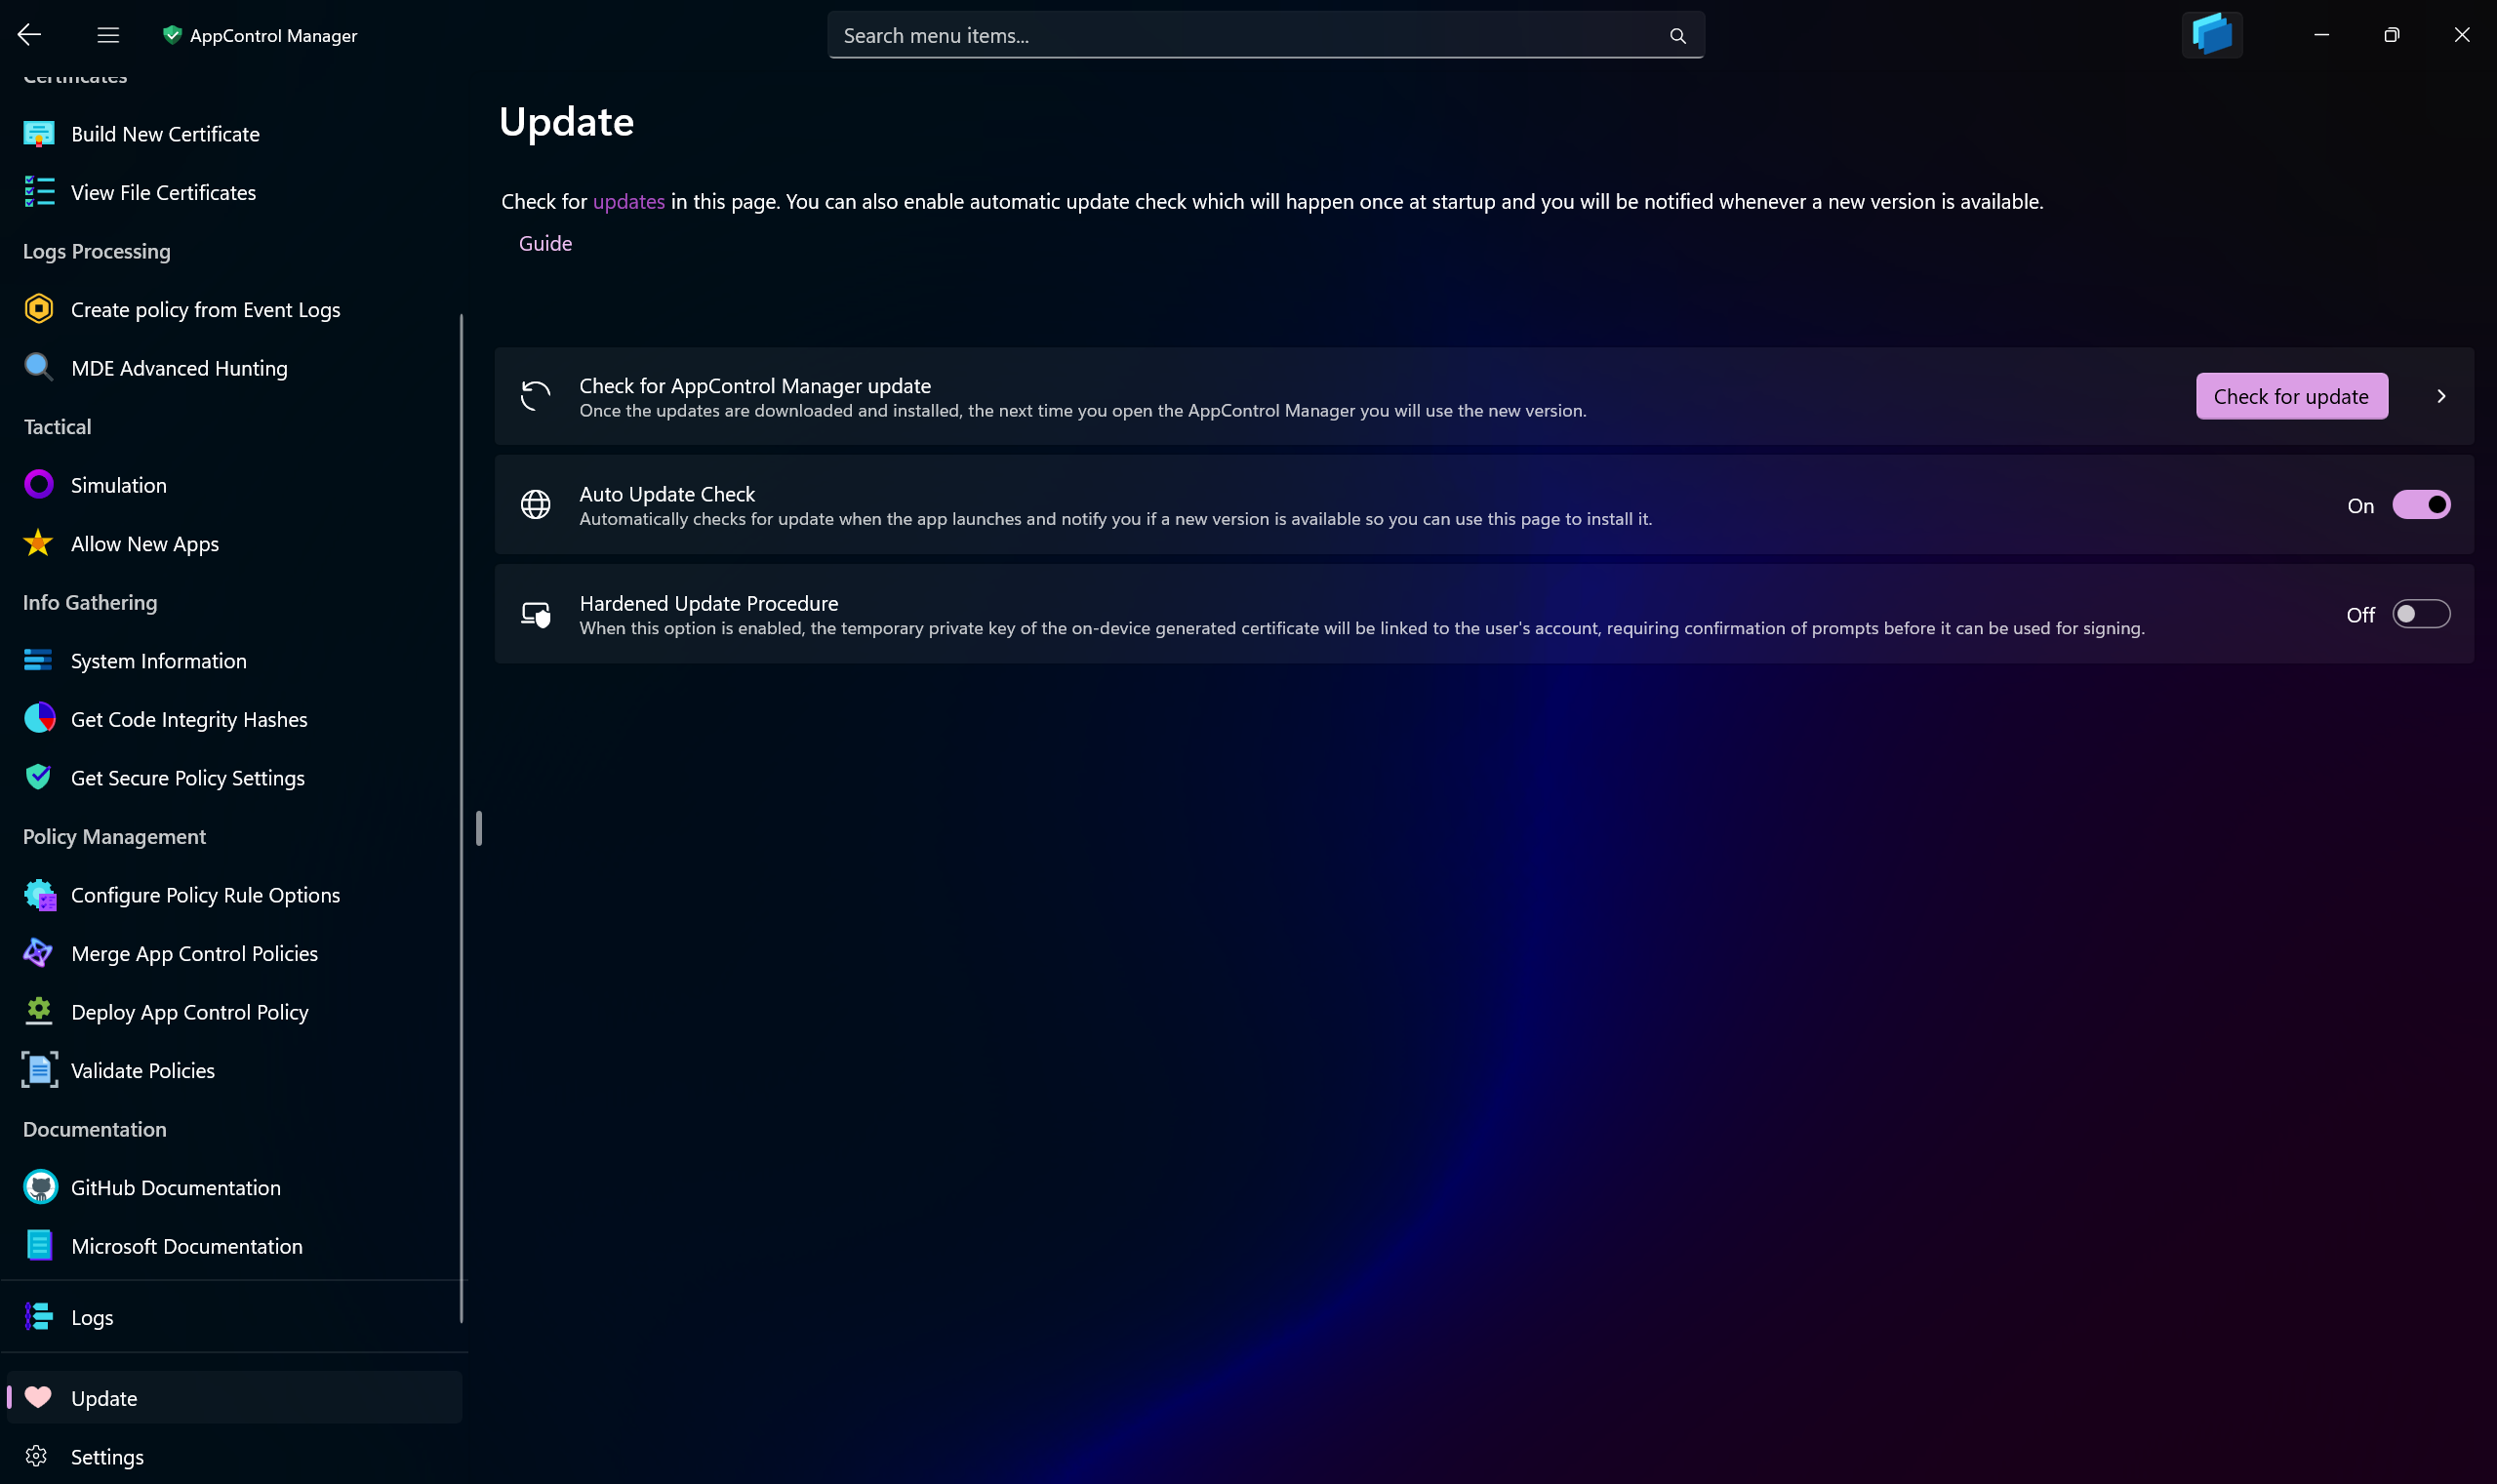 AppControl Manager
Search menu items...
Certificates
Build New Certificate
View File Certificates
Logs Processing
Create policy from Event Logs
MDE Advanced Hunting
Tactical
Simulation
Allow New Apps
Info Gathering
System Information
Get Code Integrity Hashes
Get Secure Policy Settings
Policy Management
Configure Policy Rule Options
Merge App Control Policies
Deploy App Control Policy
Validate Policies
Documentation
GitHub Documentation
Microsoft Documentation
Logs
Update
Settings
Update
Check for updates in this page. You can also enable automatic update check which will happen once at startup and you will be notified whenever a new version is available.
Guide
Check for AppControl Manager update
Once the updates are downloaded and installed, the next time you open the AppControl Manager you will use the new version.
Check for update
Auto Update Check
Automatically checks for update when the app launches and notify you if a new version is available so you can use this page to install it.
On
Hardened Update Procedure
When this option is enabled, the temporary private key of the on-device generated certificate will be linked to the user's account, requiring confirmation of prompts before it can be used for signing.
Off